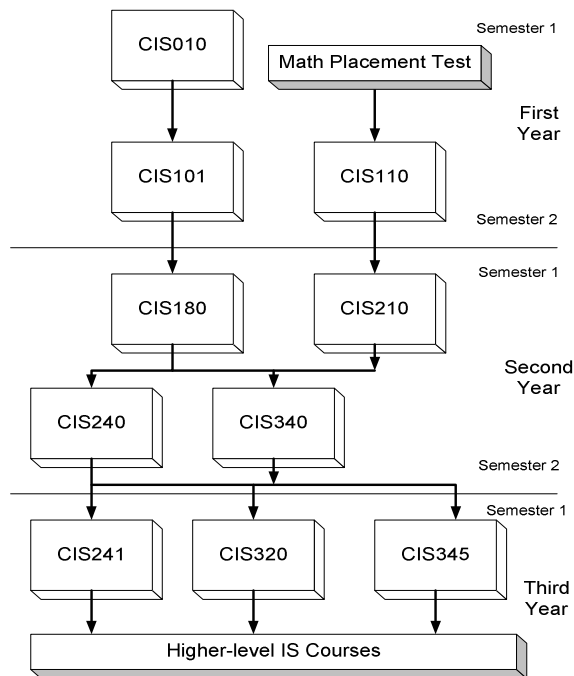 CIS010
Semester 1
Math Placement Test
First
Year
CIS101
CIS110
Semester 2
Semester 1
CIS180
CIS210
Second
Year
CIS240
CIS340
Semester 2
Semester 1
CIS241
CIS320
CIS345
Third
Year
Higher-level IS Courses